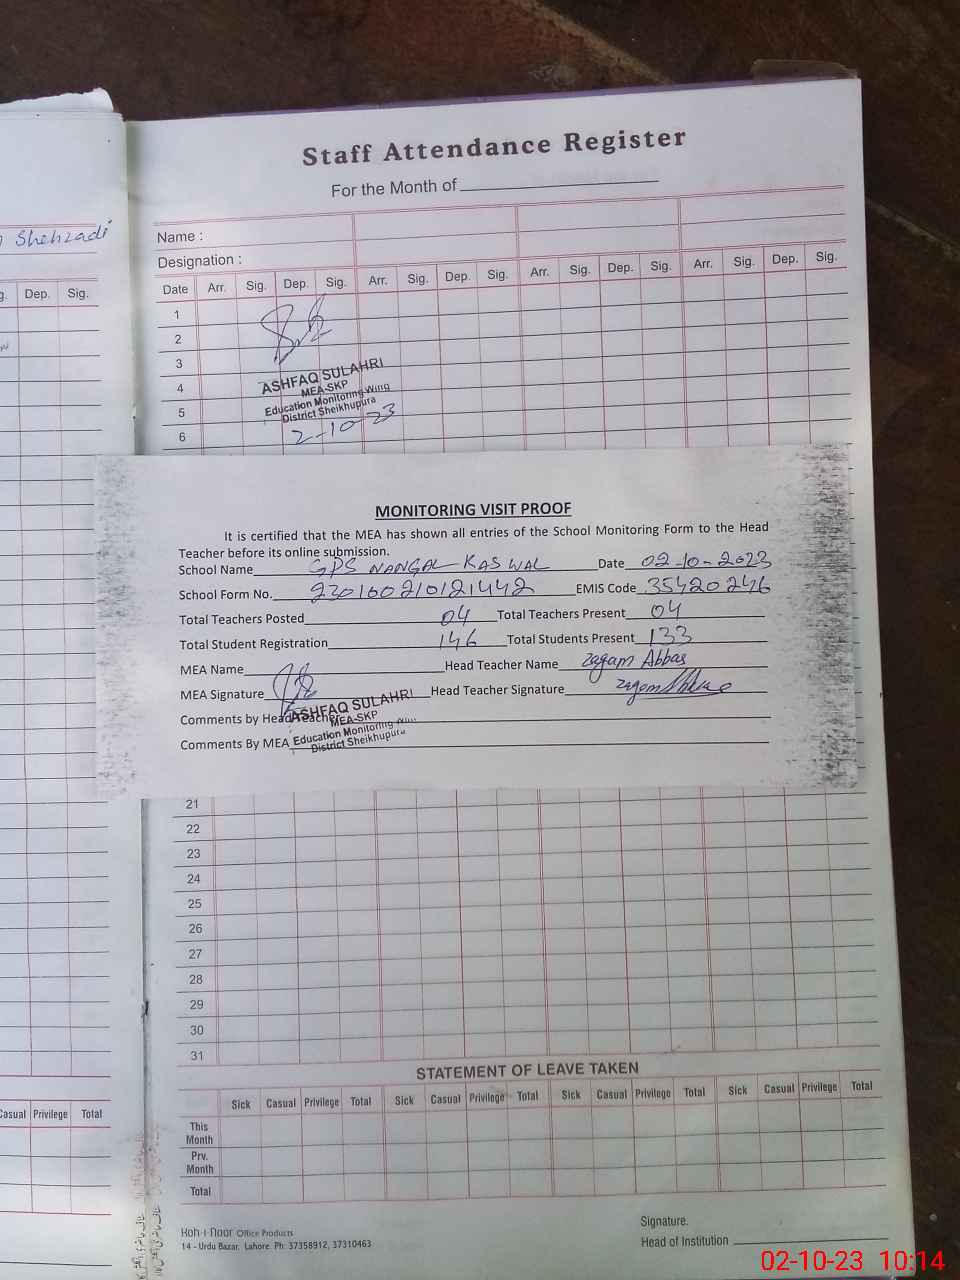 Shehzadi
g. Dep. Sig.
Casual Privilege Total
Staff Attendance Register
For the Month of
Name :
Designation :
Date Arr. Sig. Dep. Sig. Arr. Sig. Dep. Sig. Arr. Sig. Dep. Sig. Arr. Sig. Dep. Sig.
1
2
3
4
5
6
ASHFAQ SULAHRI
MEA-SKP
Education Monitoring Wing
District Sheikhupura
2-10-23
MONITORING VISIT PROOF
It is certified that the MEA has shown all entries of the School Monitoring Form to the Head
Teacher before its online submission.
School Name GPS NANGAL KASWAL Date 02-10-2023
School Form No. 230160210121442 EMIS Code 35420246
Total Teachers Posted 04 Total Teachers Present 04
Total Student Registration 146 Total Students Present 133
MEA Name Head Teacher Name Zagam Abbas
MEA Signature Head Teacher Signature
Comments by Head Teacher
Comments By MEA
ASHFAQ SULAHRI
MEA-SKP
Education Monitoring Wing
District Sheikhupura
21
22
23
24
25
26
27
28
29
30
31
STATEMENT OF LEAVE TAKEN
Sick Casual Privilege Total Sick Casual Privilege Total Sick Casual Privilege Total Sick Casual Privilege Total
This Month
Prv. Month
Total
Koh-i-Noor Office Products
14 - Urdu Bazar, Lahore. Ph: 37358912, 37310463
Signature.
Head of Institution
02-10-23 10:14